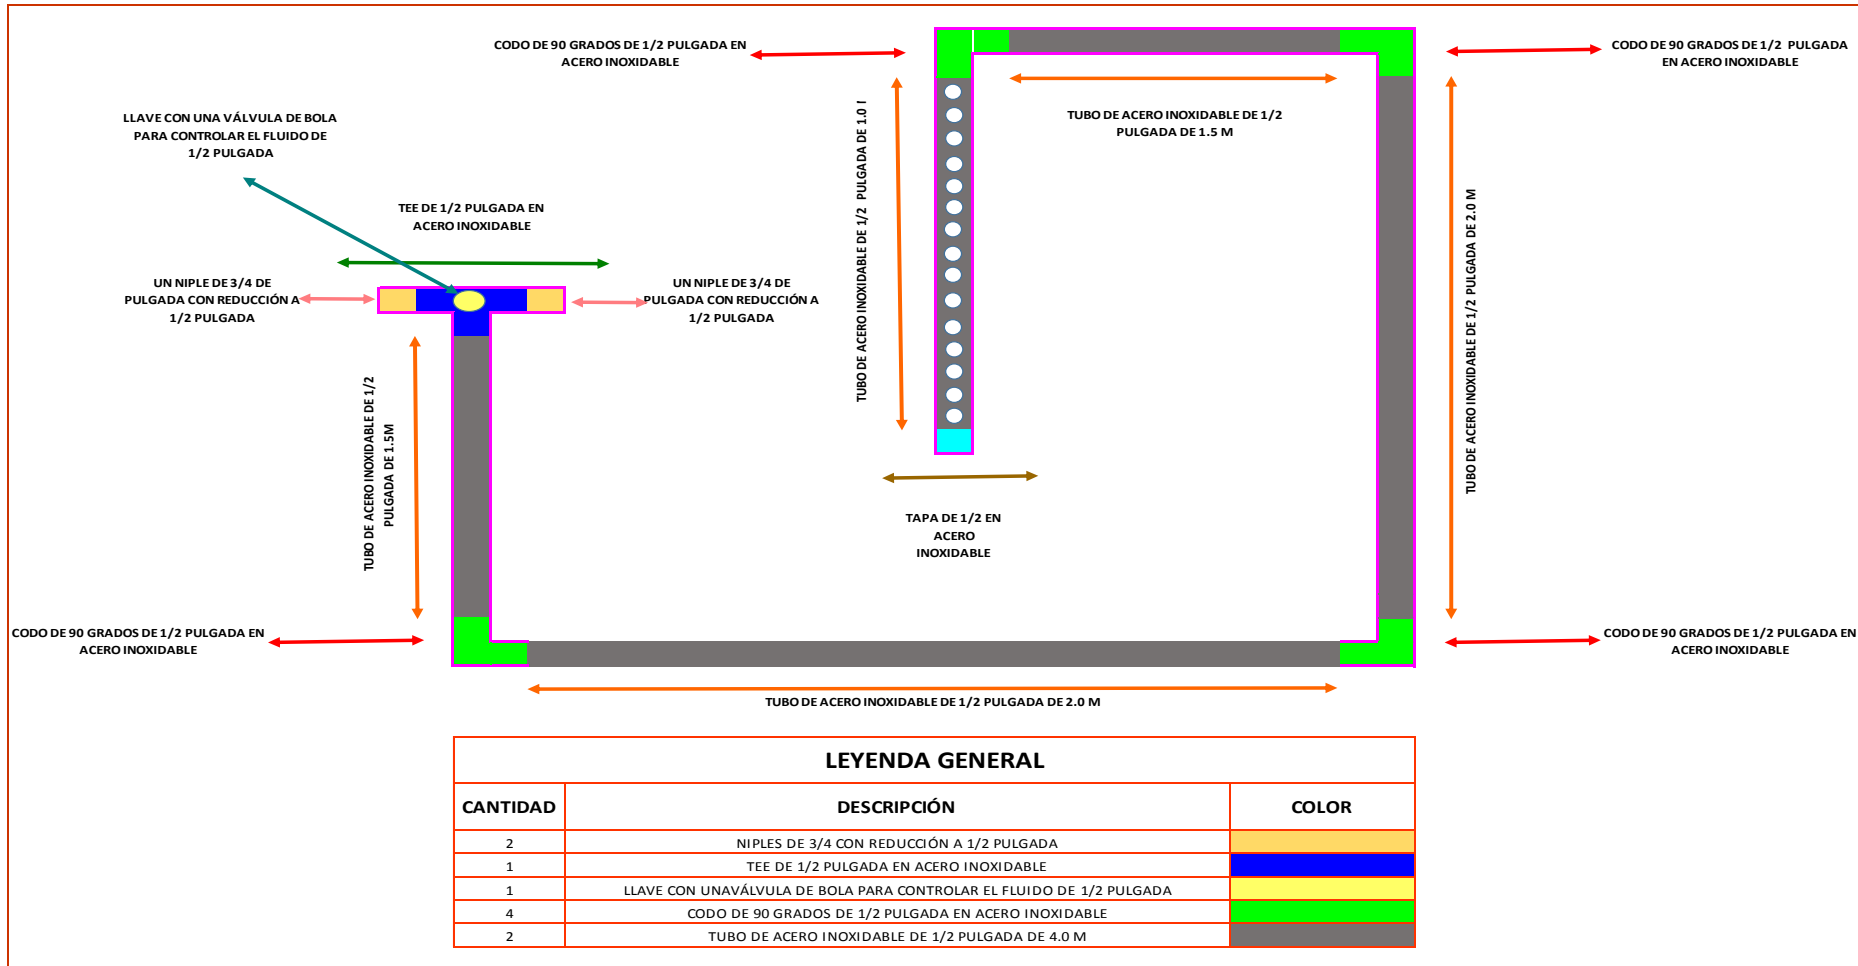 CODO DE 90 GRADOS DE 1/2 PULGADA EN
ACERO INOXIDABLE
CODO DE 90 GRADOS DE 1/2 PULGADA
EN ACERO INOXIDABLE
LLAVE CON UNA VÁLVULA DE BOLA
PARA CONTROLAR EL FLUIDO DE
1/2 PULGADA
TUBO DE ACERO INOXIDABLE DE 1/2
PULGADA DE 1.5 M
TUBO DE ACERO INOXIDABLE DE 1/2 PULGADA DE 1.0
TUBO DE ACERO INOXIDABLE DE 1/2 PULGADA DE 2.0 M
TEE DE 1/2 PULGADA EN
ACERO INOXIDABLE
UN NIPLE DE 3/4 DE
PULGADA CON REDUCCIÓN A
1/2 PULGADA
UN NIPLE DE 3/4 DE
PULGADA CON REDUCCIÓN A
1/2 PULGADA
TUBO DE ACERO INOXIDABLE DE 1/2
PULGADA DE 1.5M
TAPA DE 1/2 EN
ACERO
INOXIDABLE
CODO DE 90 GRADOS DE 1/2 PULGADA EN
ACERO INOXIDABLE
CODO DE 90 GRADOS DE 1/2 PULGADA EN
ACERO INOXIDABLE
TUBO DE ACERO INOXIDABLE DE 1/2 PULGADA DE 2.0 M
LEYENDA GENERAL
CANTIDAD DESCRIPCIÓN COLOR
2 NIPLES DE 3/4 CON REDUCCIÓN A 1/2 PULGADA
1 TEE DE 1/2 PULGADA EN ACERO INOXIDABLE
1 LLAVE CON UNAVÁLVULA DE BOLA PARA CONTROLAR EL FLUIDO DE 1/2 PULGADA
4 CODO DE 90 GRADOS DE 1/2 PULGADA EN ACERO INOXIDABLE
2 TUBO DE ACERO INOXIDABLE DE 1/2 PULGADA DE 4.0 M